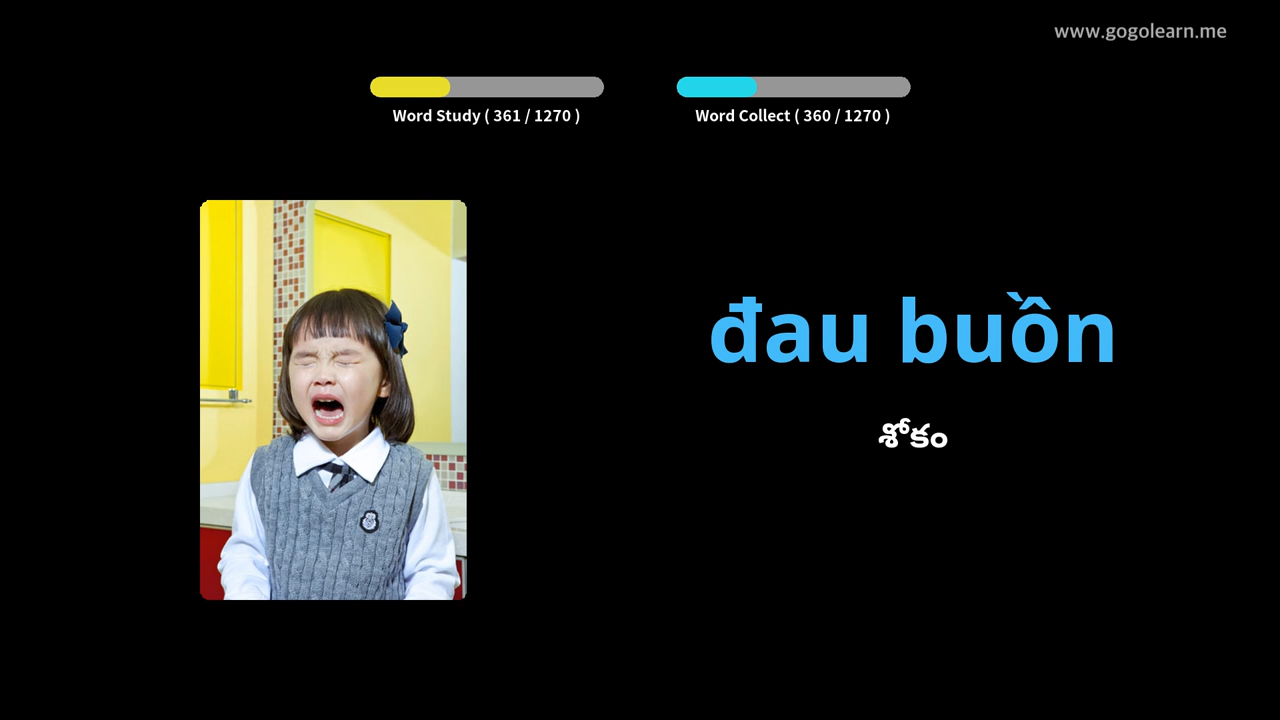 www.gogolearn.me
Word Study ( 361 / 1270 )
Word Collect ( 360 / 1270 )
đau buồn
శోకం